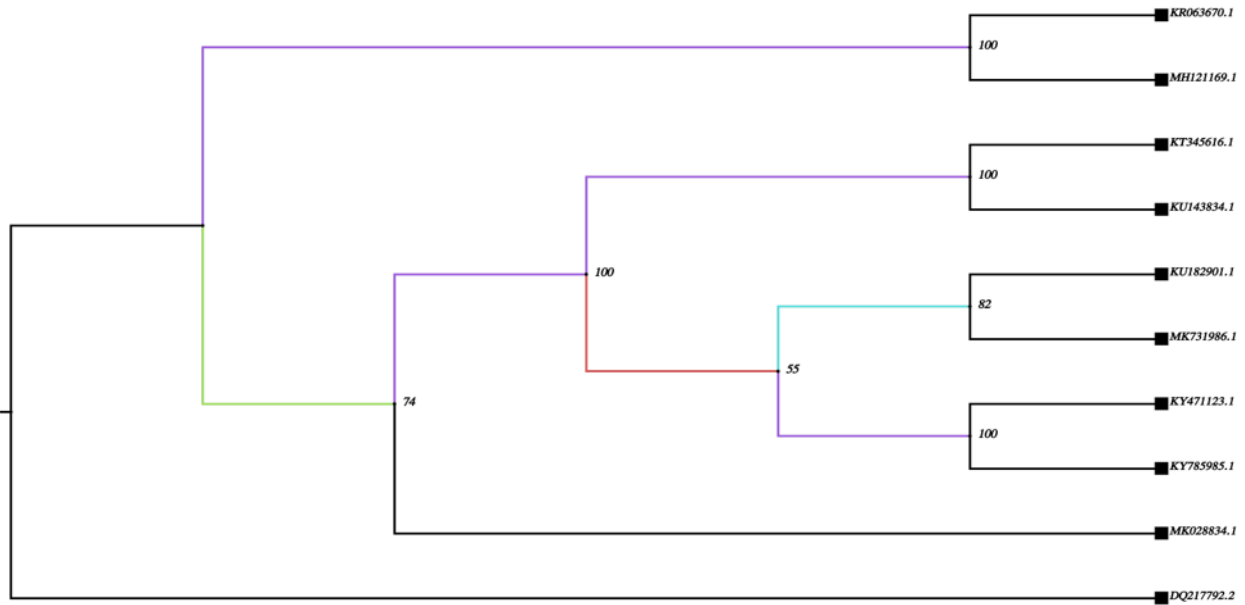 KR063670.1
100
MH121169.1
KT345616.1
100
KU143834.1
100
KU182901.1
82
MK731986.1
55
74
KY471123.1
100
KY785985.1
MK028834.1
DQ217792.2